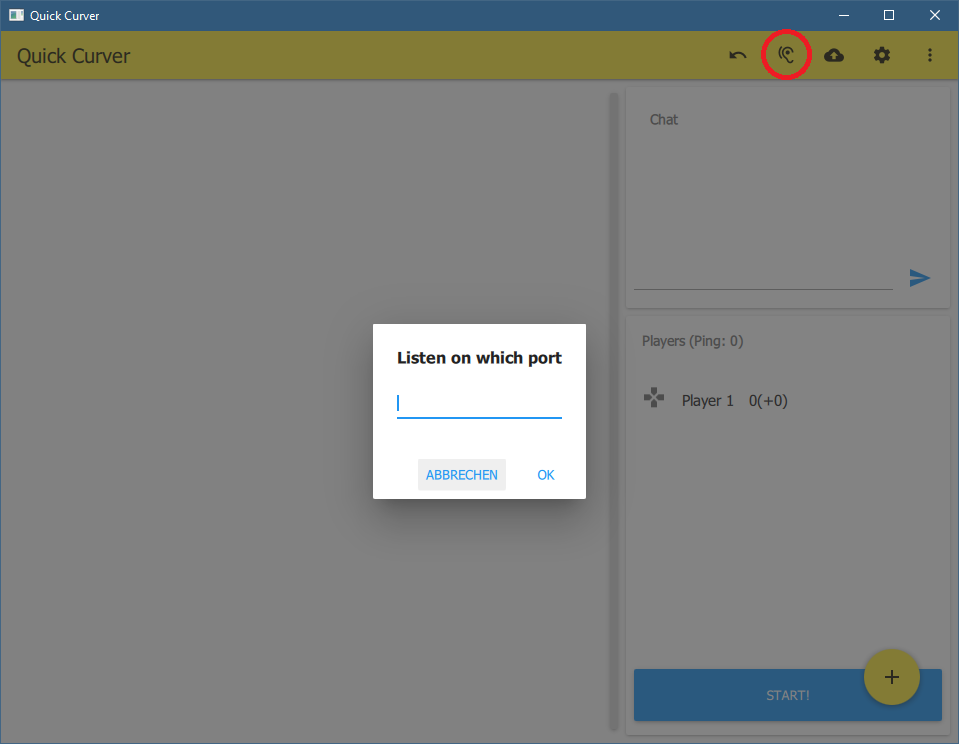 Quick Curver
Quick Curver
Chat
Listen on which port
ABBRECHEN OK
Players (Ping: 0)
Player 1 0(+0)
START!